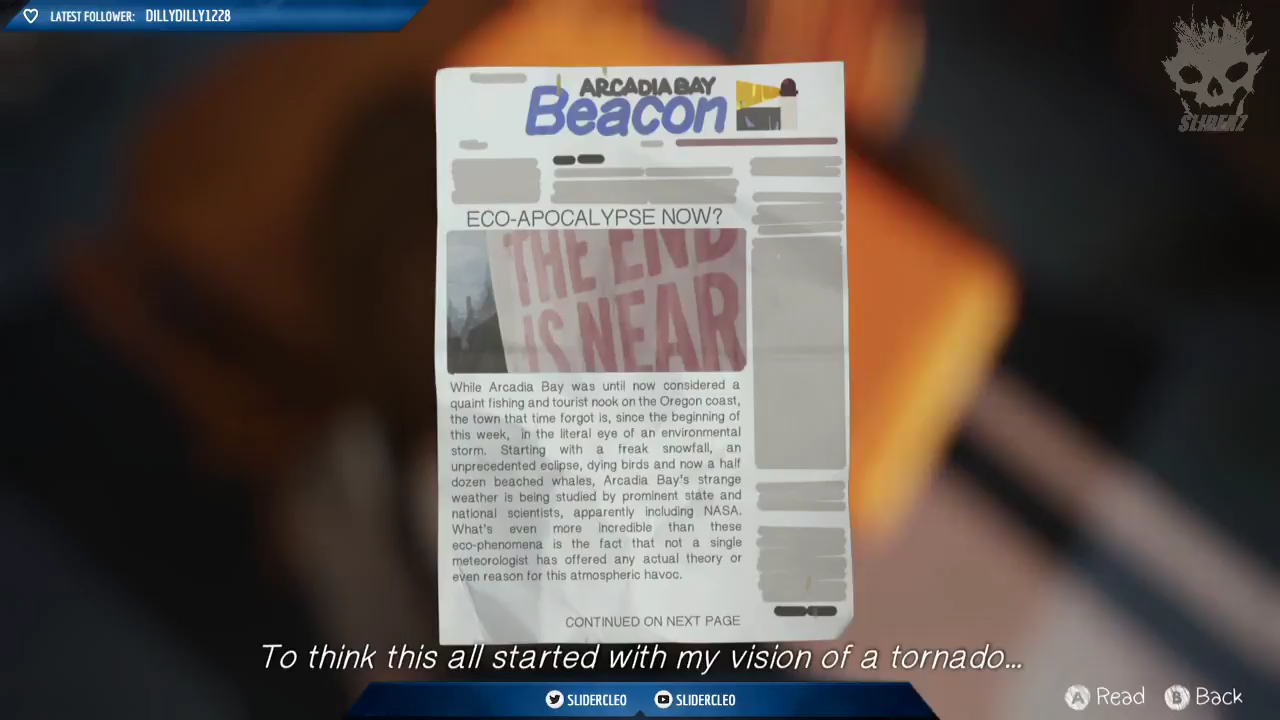 LATEST FOLLOWER: DILLYDILLY1228
SLIDERZ
ARCADIA BAY
Beacon
ECO-APOCALYPSE NOW?
THE END
IS NEAR
While Arcadia Bay was until now considered a
quaint fishing and tourist nook on the Oregon coast,
the town that time forgot is, since the beginning of
this week, in the literal eye of an environmental
storm. Starting with a freak snowfall, an
unprecedented eclipse, dying birds and now a half
dozen beached whales, Arcadia Bay's strange
weather is being studied by prominent state and
national scientists, apparently including NASA.
What's even more incredible than these
eco-phenomena is the fact that not a single
meteorologist has offered any actual theory or
even reason for this atmospheric havoc.
CONTINUED ON NEXT PAGE
To think this all started with my vision of a tornado...
SLIDERCLEO SLIDERCLEO
A Read B Back